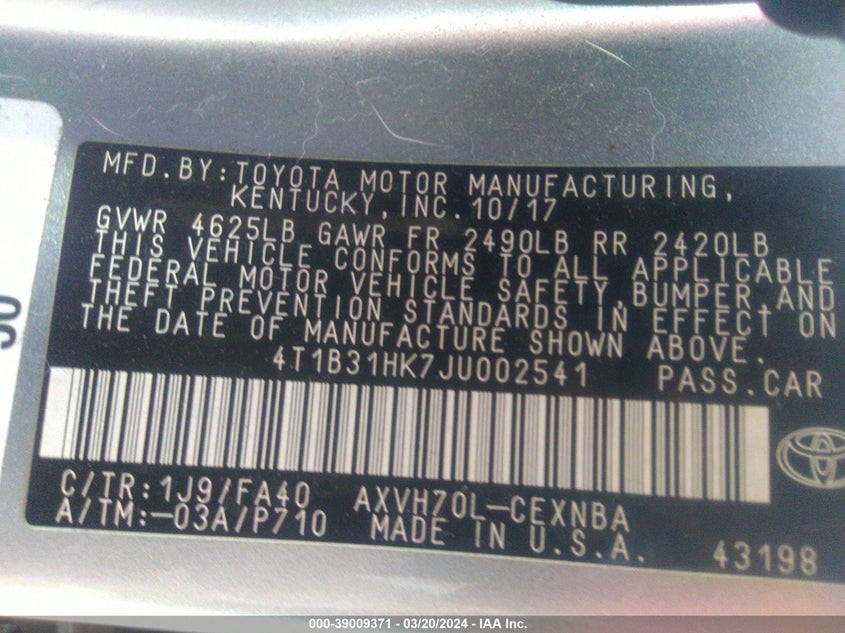 MFD.BY:TOYOTA MOTOR MANUFACTURING,
KENTUCKY,INC.10/17
GVWR 4625LB GAWR FR 2490LB RR 2420LB
THIS VEHICLE CONFORMS TO ALL APPLICABLE
FEDERAL MOTOR VEHICLE SAFETY,BUMPER,AND
THEFT PREVENTION STANDARDS IN EFFECT ON
THE DATE OF MANUFACTURE SHOWN ABOVE.
4T1B31HK7JU002541 PASS.CAR
C/TR:1J9/FA40 AXVH70L-CEXNBA
A/TM:-03A/P710 MADE IN U.S.A. 43198
000-39009371 - 03/20/2024 - IAA Inc.